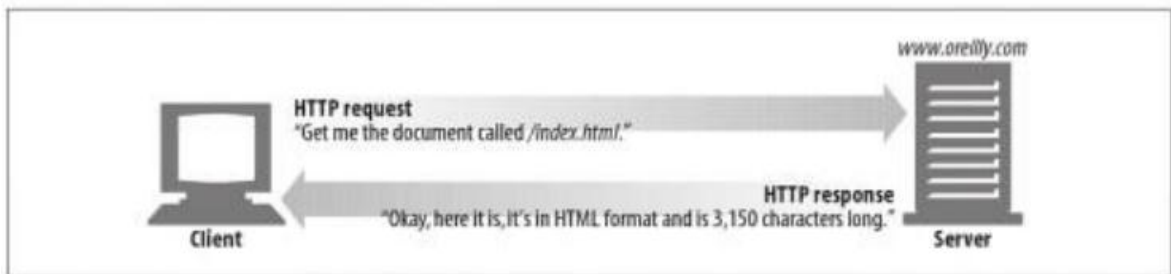 www.oreilly.com
HTTP request
"Get me the document called /index.html."
HTTP response
"Okay, here it is, it's in HTML format and is 3,150 characters long."
Client
Server